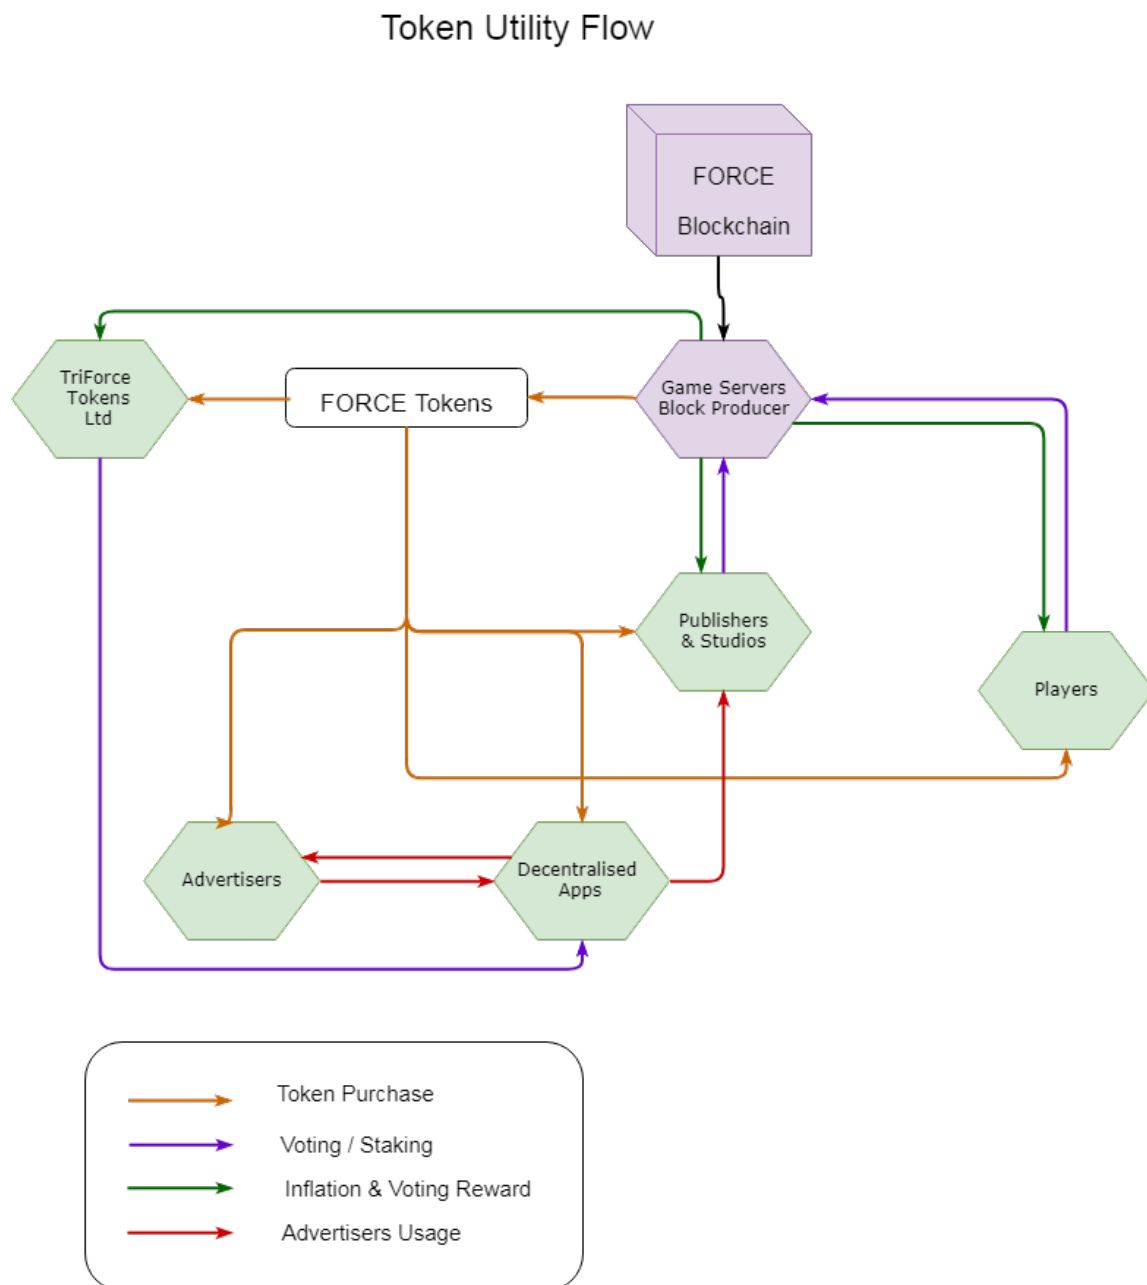 Token Utility Flow
FORCE
Blockchain
TriForce
Tokens
Ltd
FORCE Tokens
Game Servers
Block Producer
Publishers
& Studios
Players
Advertisers
Decentralised
Apps
Token Purchase
Voting / Staking
Inflation & Voting Reward
Advertisers Usage